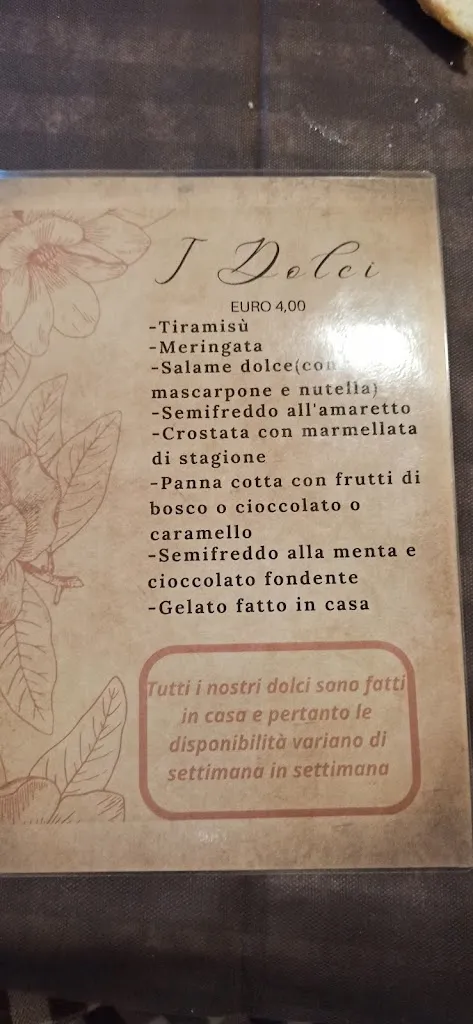 I Dolci
EURO 4,00
-Tiramisù
-Meringata
-Salame dolce(con
mascarpone e nutella)
-Semifreddo all'amaretto
-Crostata con marmellata
di stagione
-Panna cotta con frutti di
bosco o cioccolato o
caramello
-Semifreddo alla menta e
cioccolato fondente
-Gelato fatto in casa
Tutti i nostri dolci sono fatti
in casa e pertanto le
disponibilità variano di
settimana in settimana